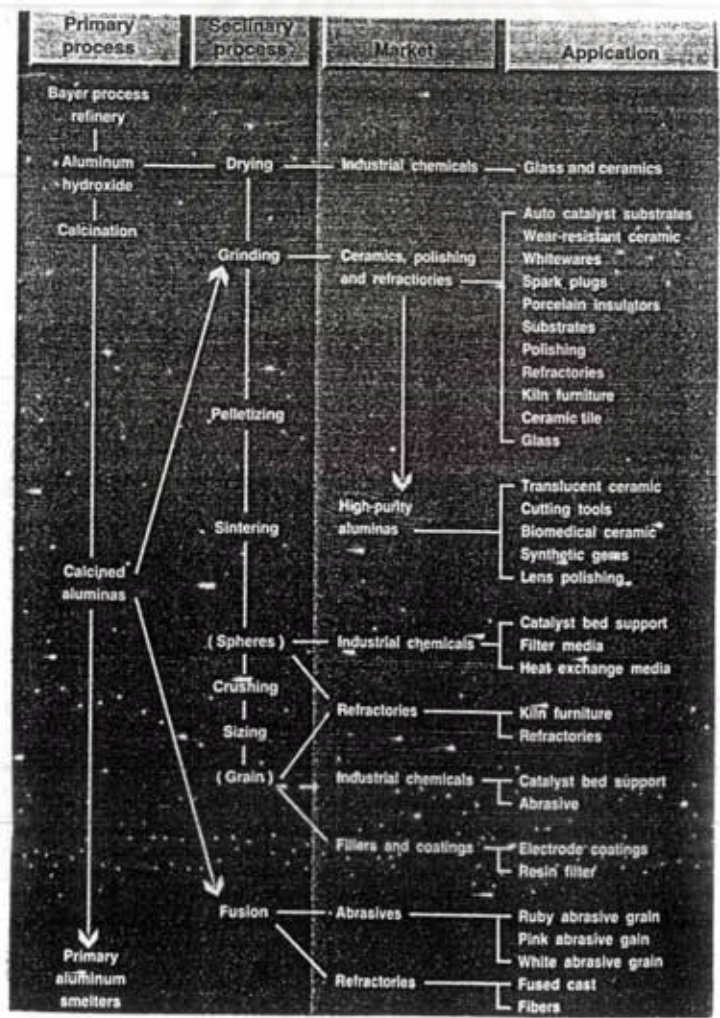 Primary
process
Seclinary
process
Market
Appication
Bayer process
refinery
Aluminum
hydroxide
Drying
Industrial chemicals
Glass and ceramics
Calcination
Grinding
Ceramics, polishing
and refractiories
Auto catalyst substrates
Wear-resistant ceramic
Whitewares
Spark plugs
Porcelain insulators
Substrates
Polishing
Refractories
Kiln furniture
Ceramic tile
Glass
Pelletizing
Sintering
High-purity
aluminas
Translucent ceramic
Cutting tools
Biomedical ceramic
Synthetic gems
Lens polishing
Calcined
aluminas
(Spheres)
Industrial chemicals
Catalyst bed support
Filter media
Heat exchange media
Crushing
Sizing
Refractories
Kiln furniture
Refractories
(Grain)
Industrial chemicals
Catalyst bed support
Abrasive
Fillers and coatings
Electrode coatings
Resin filter
Fusion
Abrasives
Ruby abrasive grain
Pink abrasive gain
White abrasive grain
Refractories
Fused cast
Fibers
Primary
aluminum
smelters